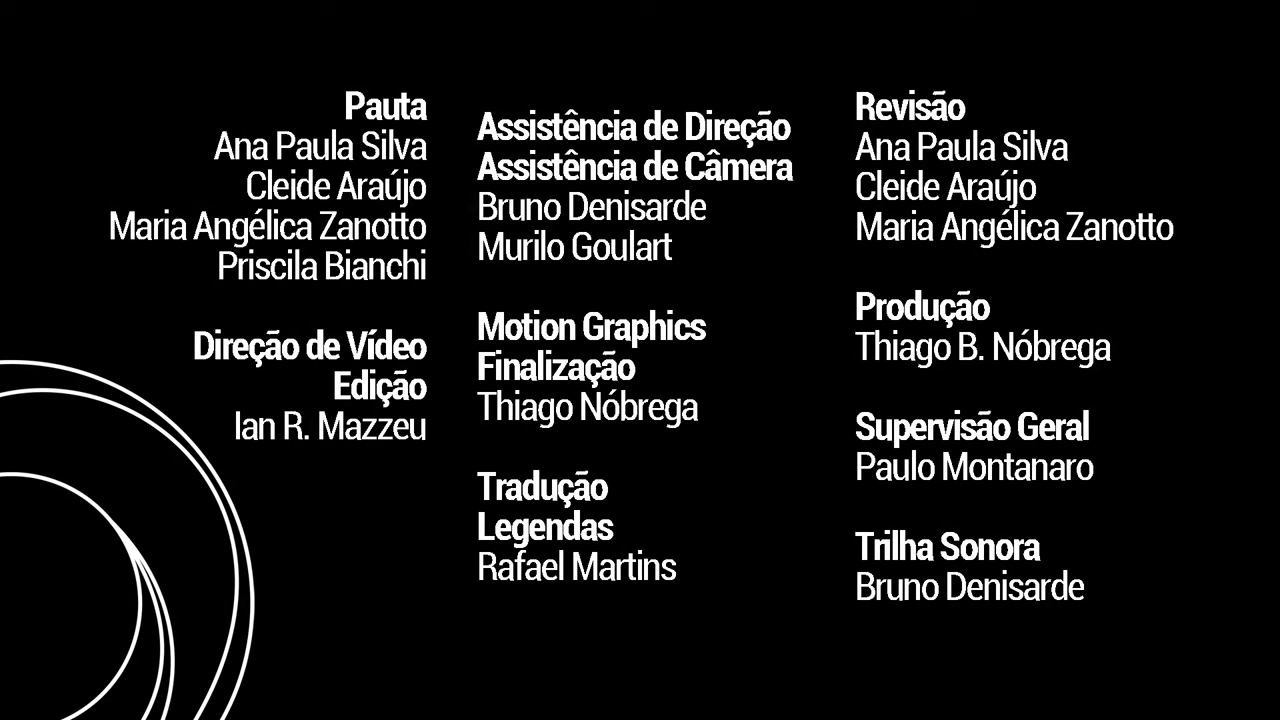 Pauta
Ana Paula Silva
Cleide Araújo
Maria Angélica Zanotto
Priscila Bianchi
Direção de Vídeo
Edição
Ian R. Mazzeu
Assistência de Direção
Assistência de Câmera
Bruno Denisarde
Murilo Goulart
Motion Graphics
Finalização
Thiago Nóbrega
Tradução
Legendas
Rafael Martins
Revisão
Ana Paula Silva
Cleide Araújo
Maria Angélica Zanotto
Produção
Thiago B. Nóbrega
Supervisão Geral
Paulo Montanaro
Trilha Sonora
Bruno Denisarde